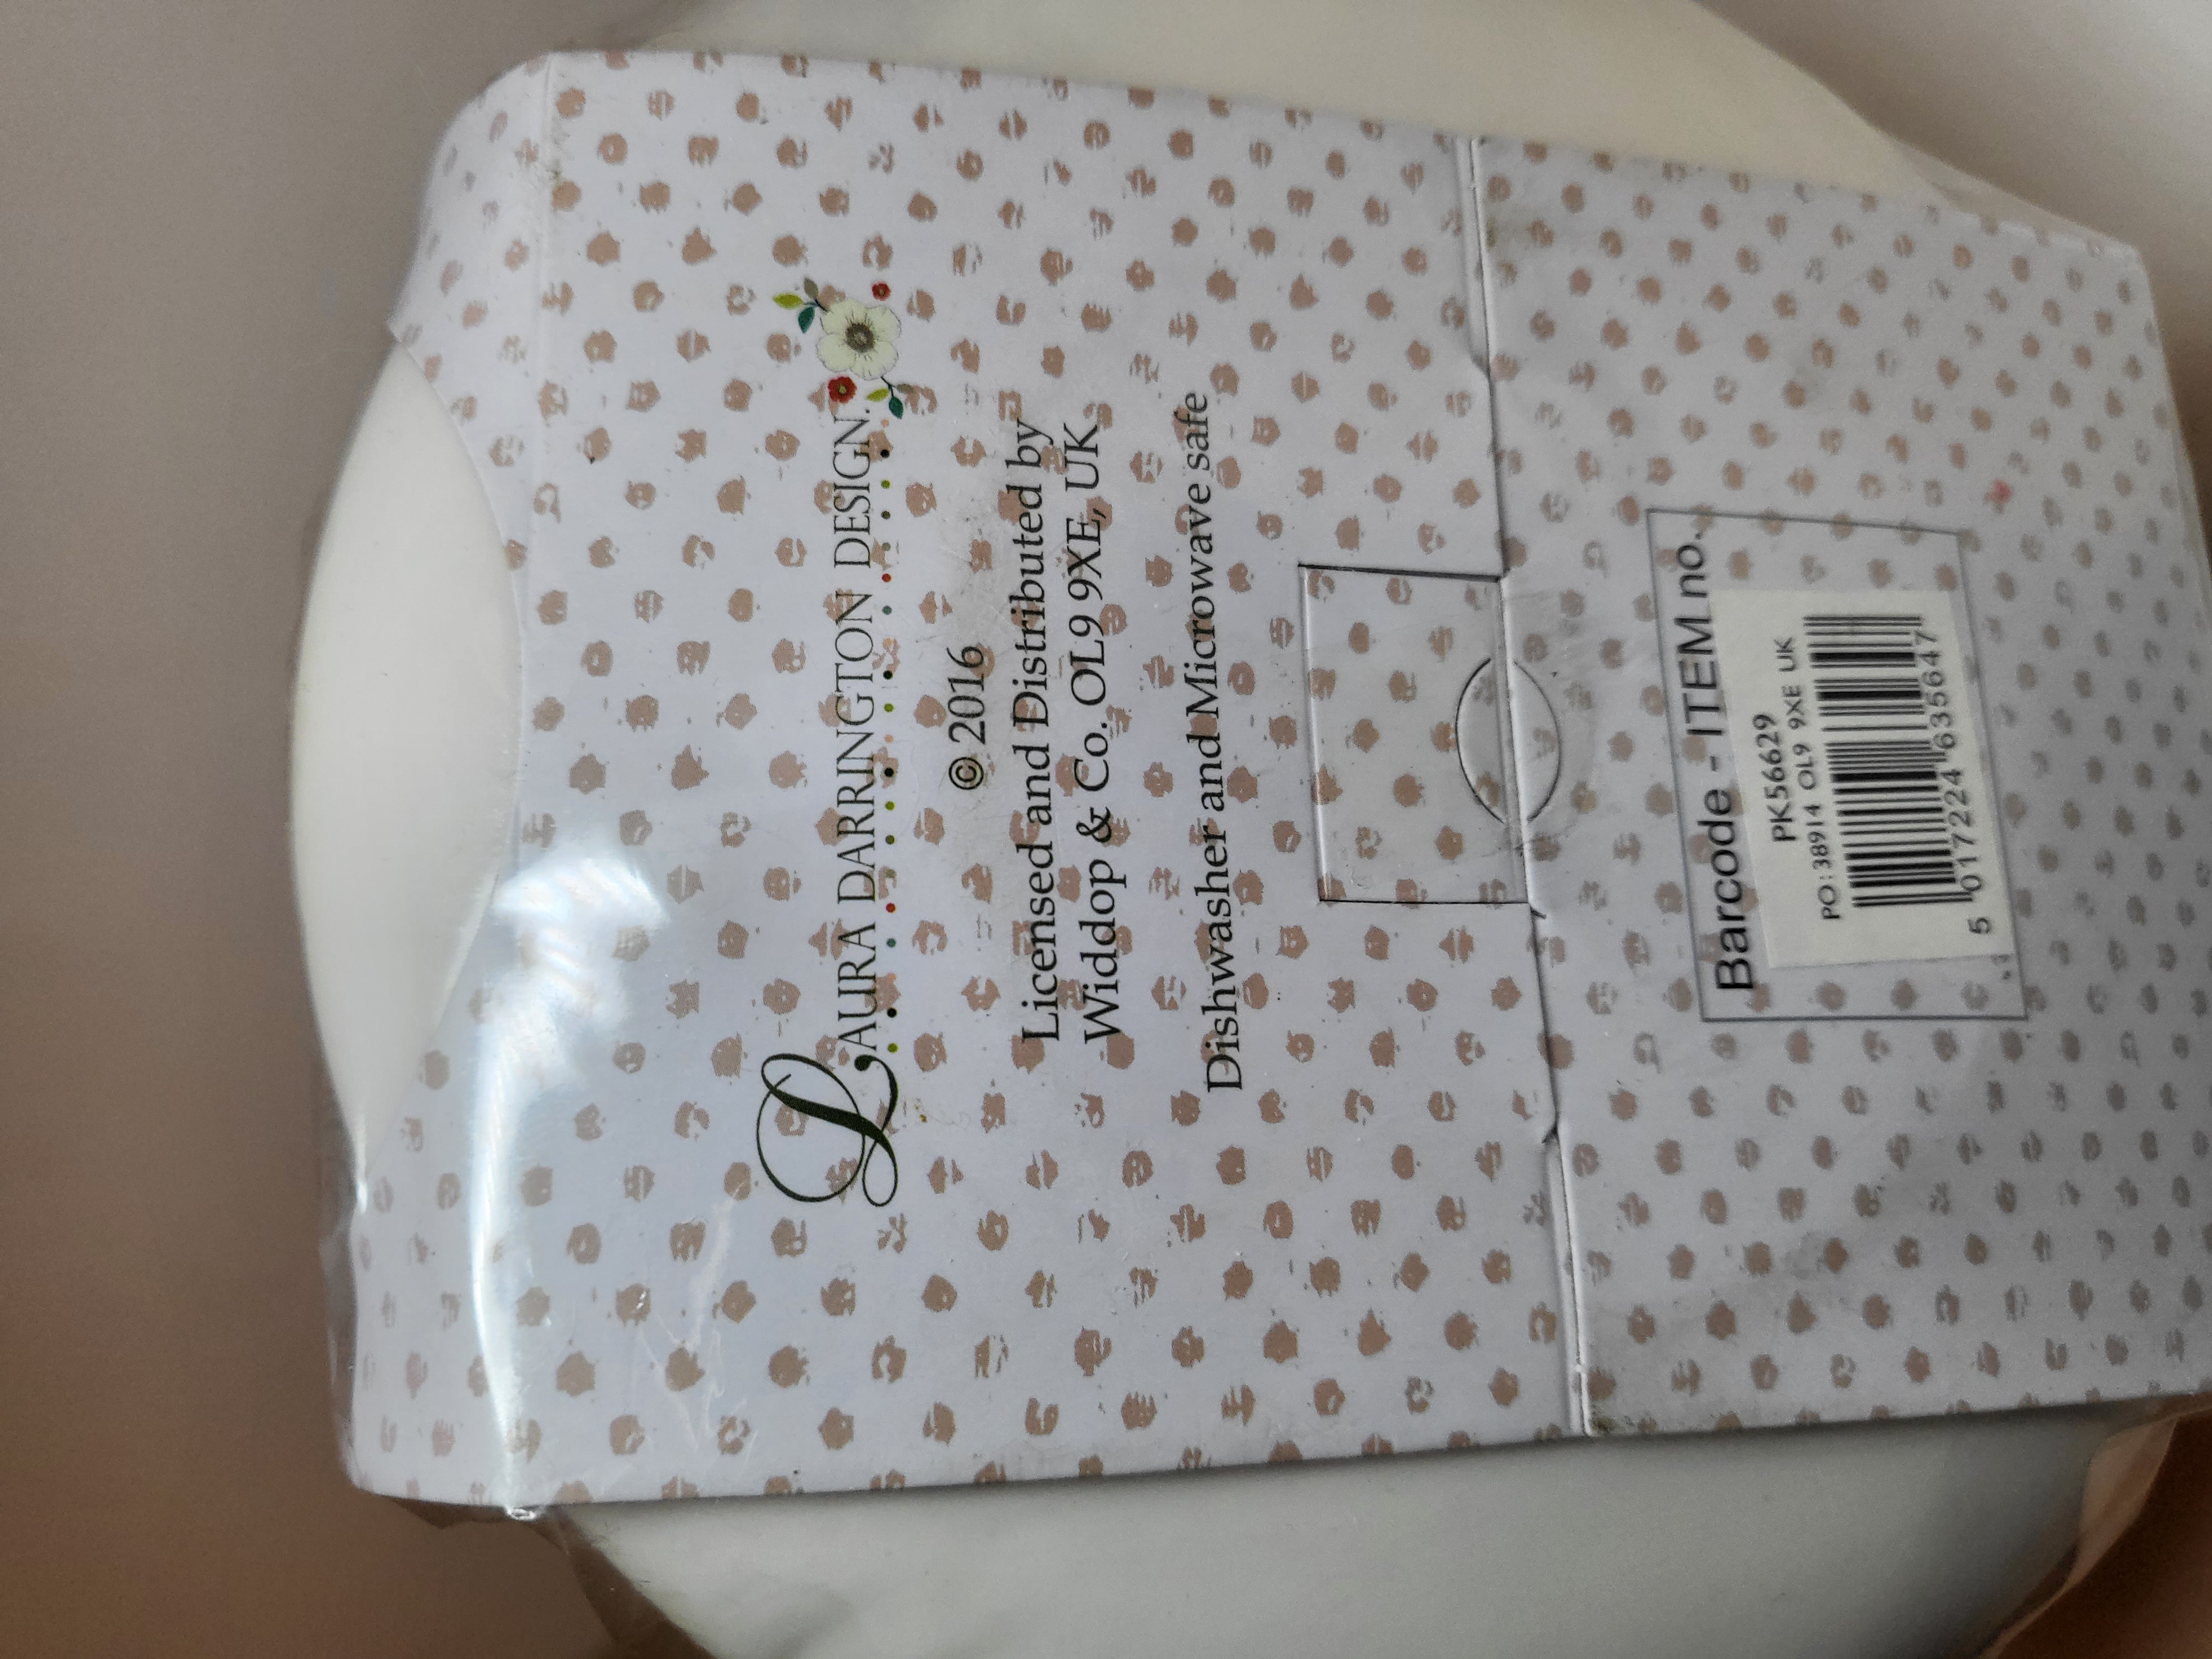 LAURA DARRINGTON DESIGN.
© 2016
Licensed and Distributed by
Widdop & Co. OL9 9XE, UK
Dishwasher and Microwave safe
Barcode - ITEM no.
PK56629
PO:38914 OL9 9XE UK
5 017224 635647